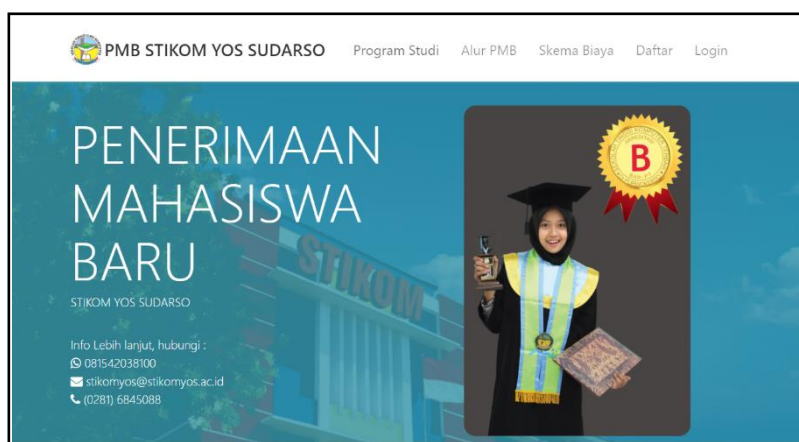 PMB STIKOM YOS SUDARSO Program Studi Alur PMB Skema Biaya Daftar Login
PENERIMAAN
MAHASISWA
BARU
STIKOM YOS SUDARSO
Info Lebih lanjut, hubungi :
081542038100
stikomyos@stikomyos.ac.id
(0281) 6845088
STIKOM
B